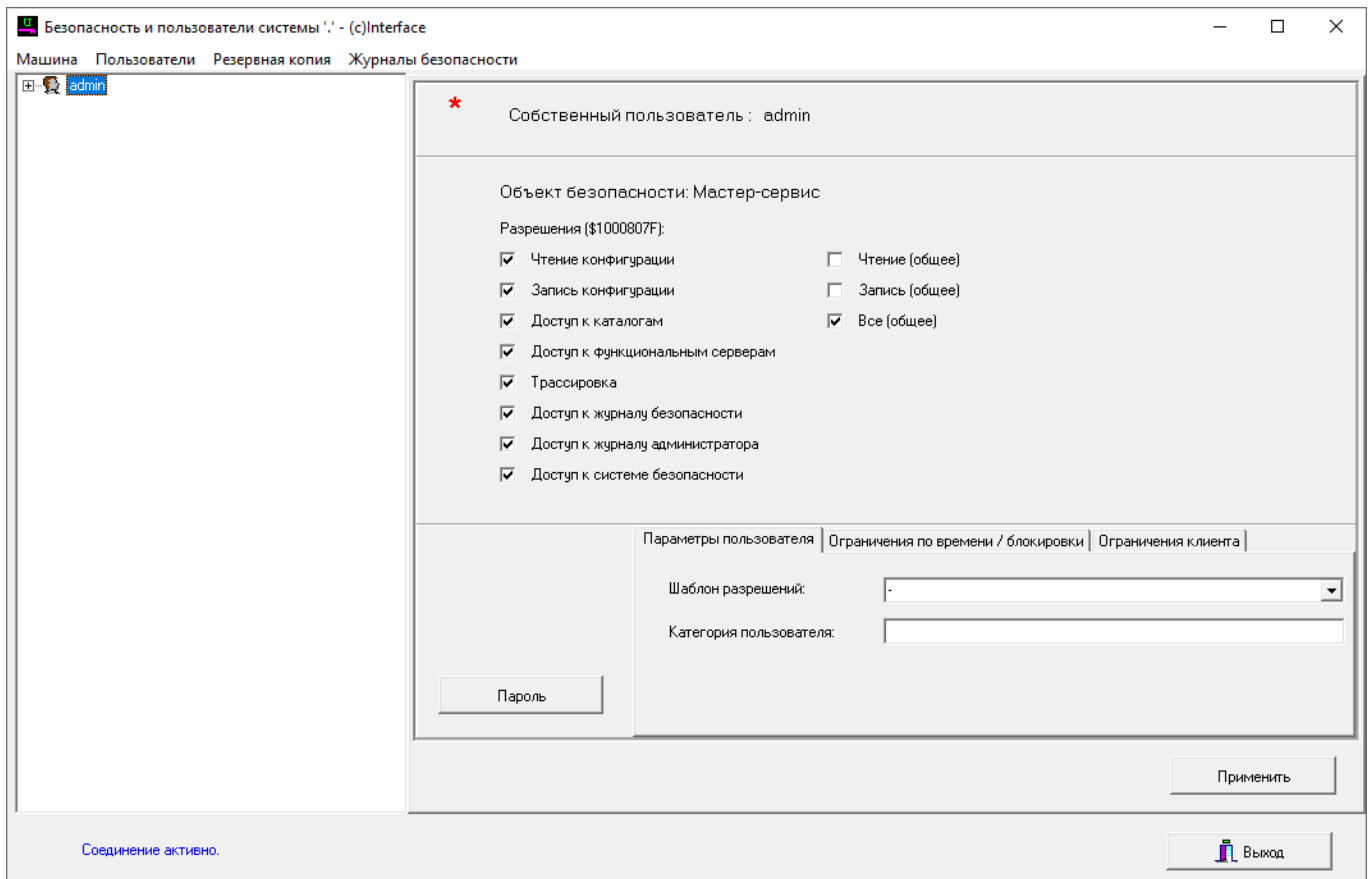 Безопасность и пользователи системы '.' - (c)Interface
Машина Пользователи Резервная копия Журналы безопасности
admin
* Собственный пользователь : admin
Объект безопасности: Мастер-сервис
Разрешения ($1000807F):
Чтение конфигурации Чтение (общее)
Запись конфигурации Запись (общее)
Доступ к каталогам Все (общее)
Доступ к функциональным серверам
Трассировка
Доступ к журналу безопасности
Доступ к журналу администратора
Доступ к системе безопасности
Параметры пользователя Ограничения по времени / блокировки Ограничения клиента
Шаблон разрешений: -
Категория пользователя:
Пароль
Применить
Соединение активно.
Выход